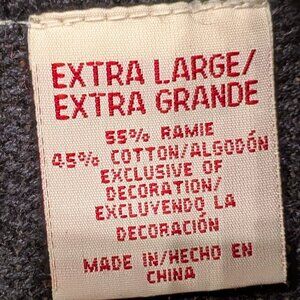 EXTRA LARGE/
EXTRA GRANDE
55% RAMIE
45% COTTON/ALGODÓN
EXCLUSIVE OF
DECORATION/
EXCLUYENDO LA
DECORACIÓN
MADE IN/HECHO EN
CHINA